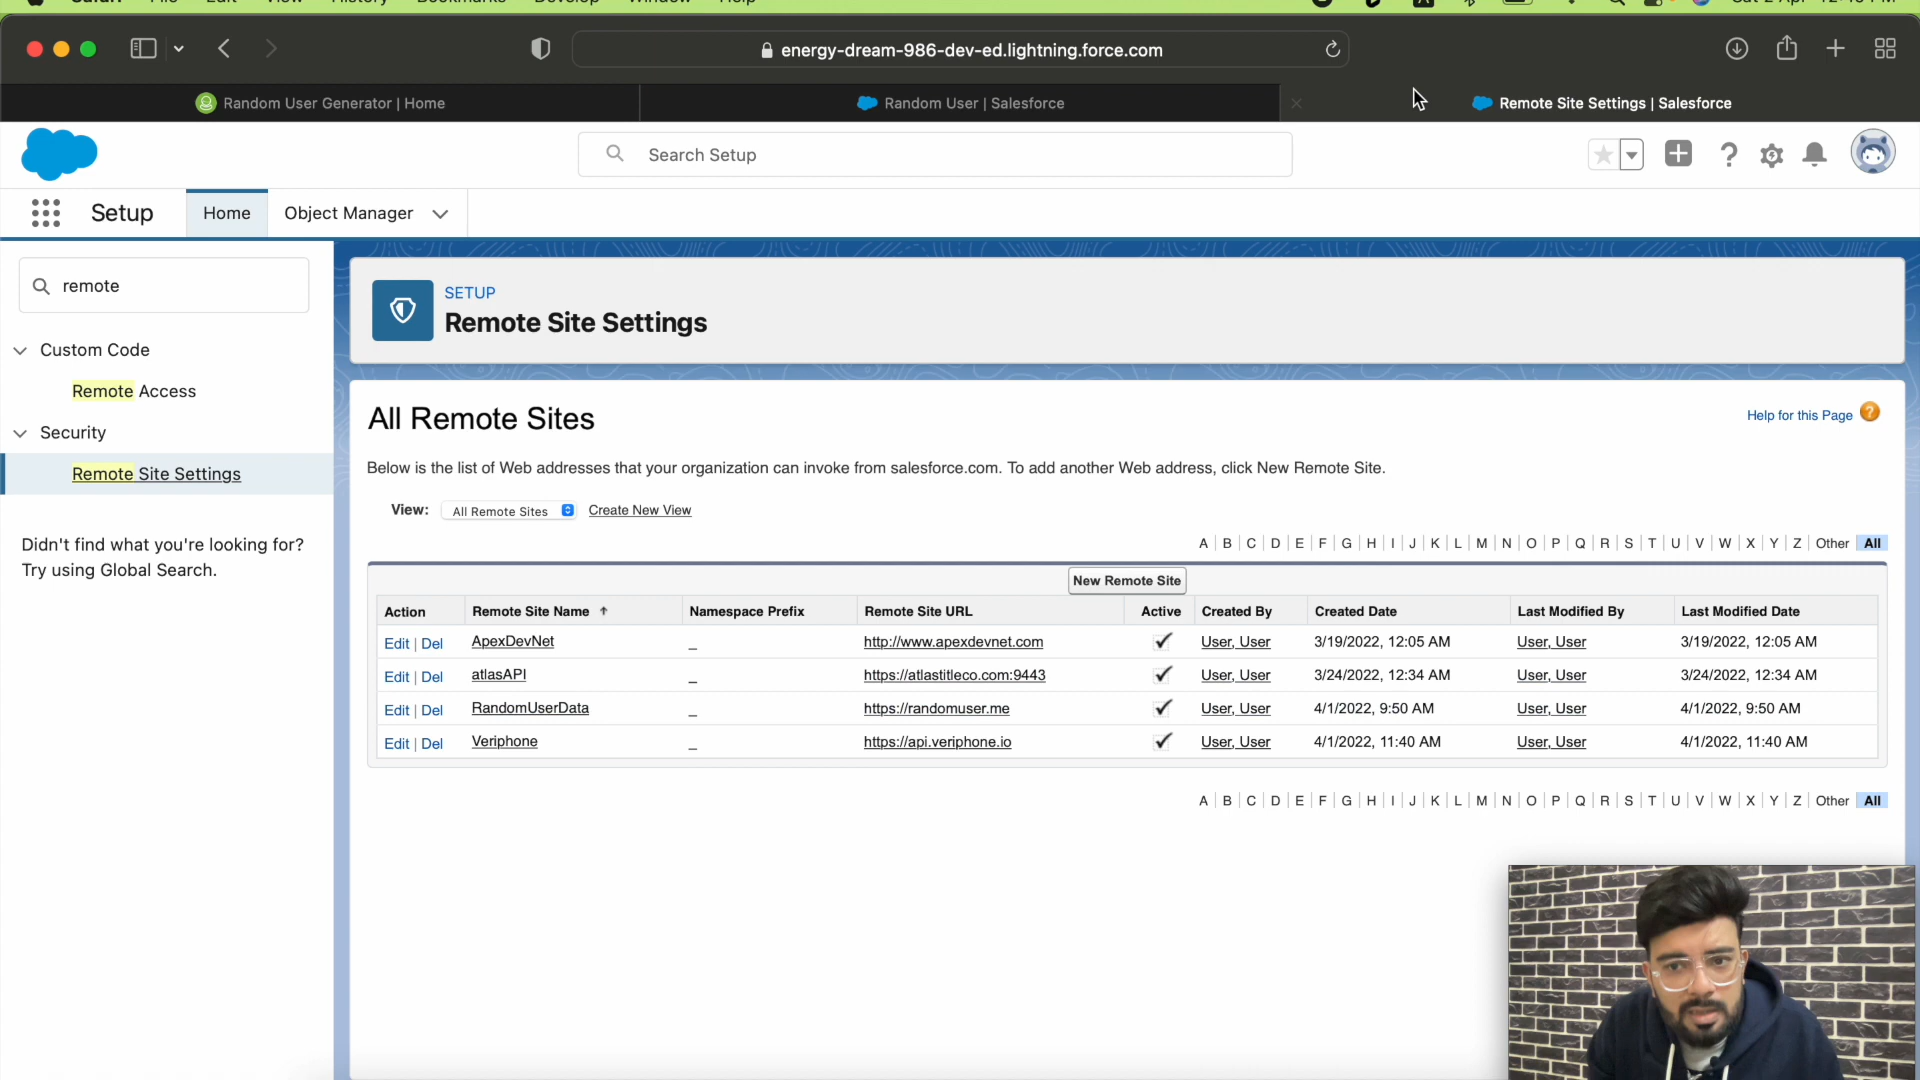 energy-dream-986-dev-ed.lightning.force.com
Random User Generator | Home
Random User | Salesforce
Remote Site Settings | Salesforce
Search Setup
Setup
Home
Object Manager
remote
Custom Code
Remote Access
Security
Remote Site Settings
Didn't find what you're looking for?
Try using Global Search.
SETUP
Remote Site Settings
All Remote Sites
Help for this Page ?
Below is the list of Web addresses that your organization can invoke from salesforce.com. To add another Web address, click New Remote Site.
View: All Remote Sites Create New View
A | B | C | D | E | F | G | H | I | J | K | L | M | N | O | P | Q | R | S | T | U | V | W | X | Y | Z | Other All
New Remote Site
Action Remote Site Name Namespace Prefix Remote Site URL Active Created By Created Date Last Modified By Last Modified Date
Edit | Del ApexDevNet _ http://www.apexdevnet.com User, User 3/19/2022, 12:05 AM User, User 3/19/2022, 12:05 AM
Edit | Del atlasAPI _ https://atlastitleco.com:9443 User, User 3/24/2022, 12:34 AM User, User 3/24/2022, 12:34 AM
Edit | Del RandomUserData _ https://randomuser.me User, User 4/1/2022, 9:50 AM User, User 4/1/2022, 9:50 AM
Edit | Del Veriphone _ https://api.veriphone.io User, User 4/1/2022, 11:40 AM User, User 4/1/2022, 11:40 AM
A | B | C | D | E | F | G | H | I | J | K | L | M | N | O | P | Q | R | S | T | U | V | W | X | Y | Z | Other All